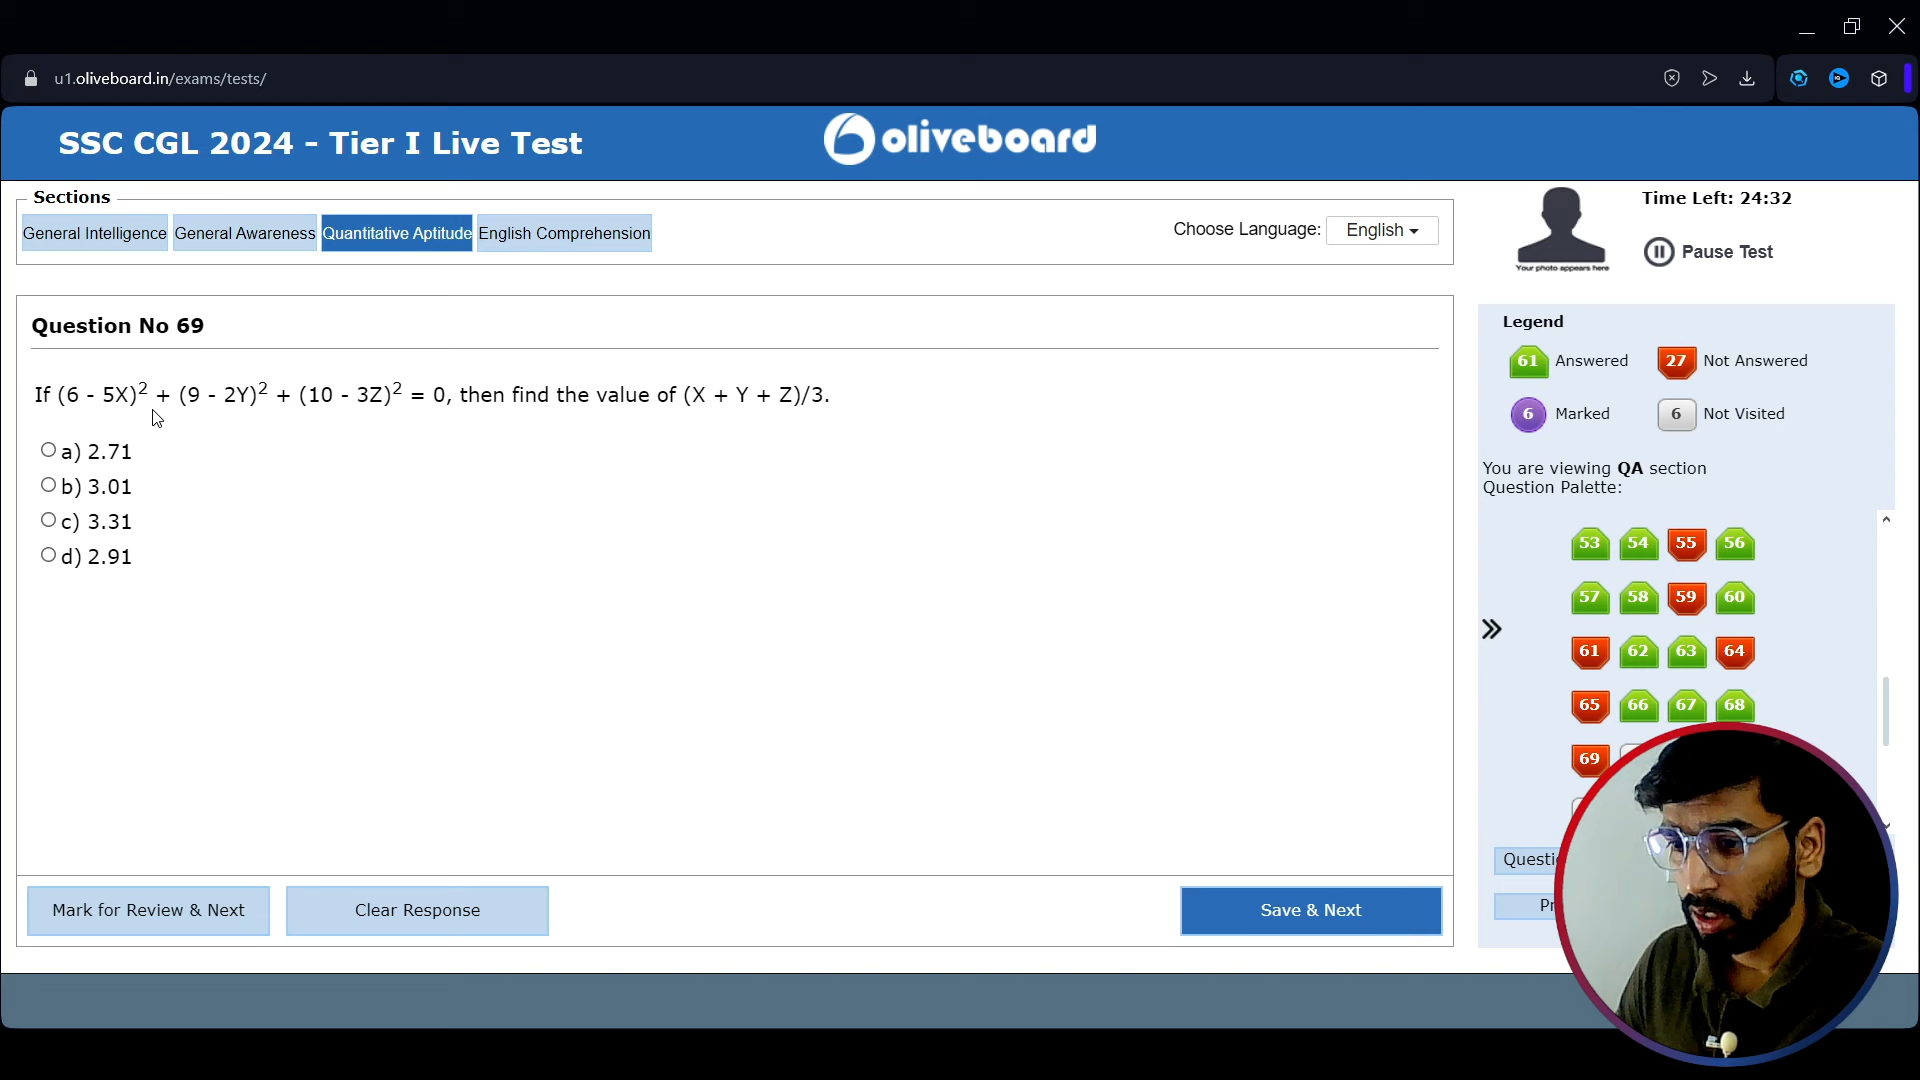 u1.oliveboard.in/exams/tests/
SSC CGL 2024 - Tier I Live Test
oliveboard
Sections
General Intelligence General Awareness Quantitative Aptitude English Comprehension
Choose Language: English
Your photo appears here
Time Left: 24:32
Pause Test
Question No 69
If (6 - 5X)² + (9 - 2Y)² + (10 - 3Z)² = 0, then find the value of (X + Y + Z)/3.
a) 2.71
b) 3.01
c) 3.31
d) 2.91
Mark for Review & Next
Clear Response
Save & Next
Legend
61 Answered 27 Not Answered
6 Marked 6 Not Visited
You are viewing QA section
Question Palette:
53 54 55 56
57 58 59 60
61 62 63 64
65 66 67 68
69